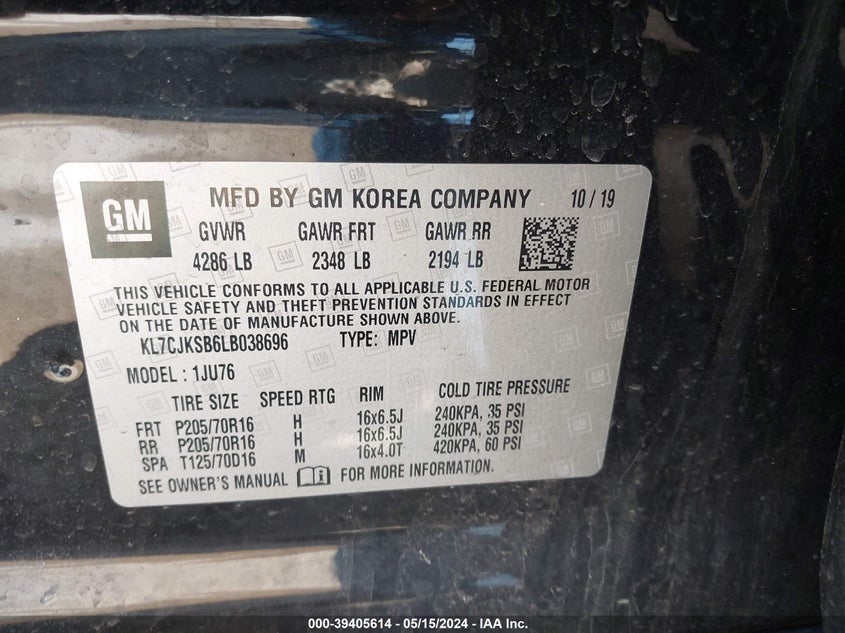 GM
MFD BY GM KOREA COMPANY 10 / 19
GVWR GAWR FRT GAWR RR
4286 LB 2348 LB 2194 LB
THIS VEHICLE CONFORMS TO ALL APPLICABLE U.S. FEDERAL MOTOR
VEHICLE SAFETY AND THEFT PREVENTION STANDARDS IN EFFECT
ON THE DATE OF MANUFACTURE SHOWN ABOVE.
KL7CJKSB6LB038696 TYPE: MPV
MODEL : 1JU76
TIRE SIZE SPEED RTG RIM COLD TIRE PRESSURE
FRT P205/70R16 H 16x6.5J 240KPA, 35 PSI
RR P205/70R16 H 16x6.5J 240KPA, 35 PSI
SPA T125/70D16 M 16x4.0T 420KPA, 60 PSI
SEE OWNER'S MANUAL FOR MORE INFORMATION.
000-39405614 - 05/15/2024 - IAA Inc.